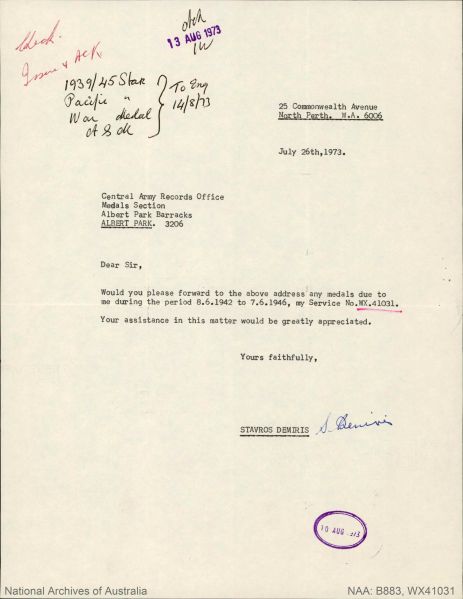 Check.
Issue & Ack
13 AUG 1973
1939/45 Star
Pacific "
War Medal
ASM
To Eng
14/8/73
25 Commonwealth Avenue
North Perth. W.A. 6006
July 26th,1973.
Central Army Records Office
Medals Section
Albert Park Barracks
ALBERT PARK. 3206
Dear Sir,
Would you please forward to the above address any medals due to
me during the period 8.6.1942 to 7.6.1946, my Service No.WX.41031.
Your assistance in this matter would be greatly appreciated.
Yours faithfully,
STAVROS DEMIRIS S. Demiris
10 AUG 1973
National Archives of Australia
NAA: B883, WX41031